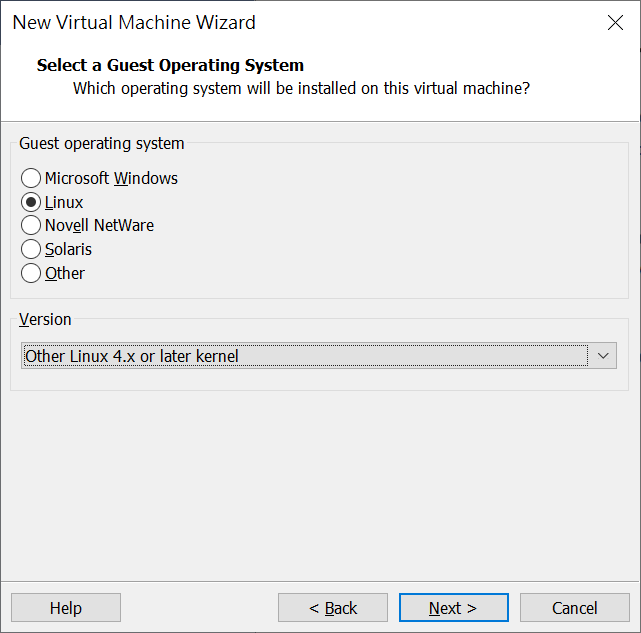 New Virtual Machine Wizard
Select a Guest Operating System
Which operating system will be installed on this virtual machine?
Guest operating system
Microsoft Windows
Linux
Novell NetWare
Solaris
Other
Version
Other Linux 4.x or later kernel
Help
< Back
Next >
Cancel